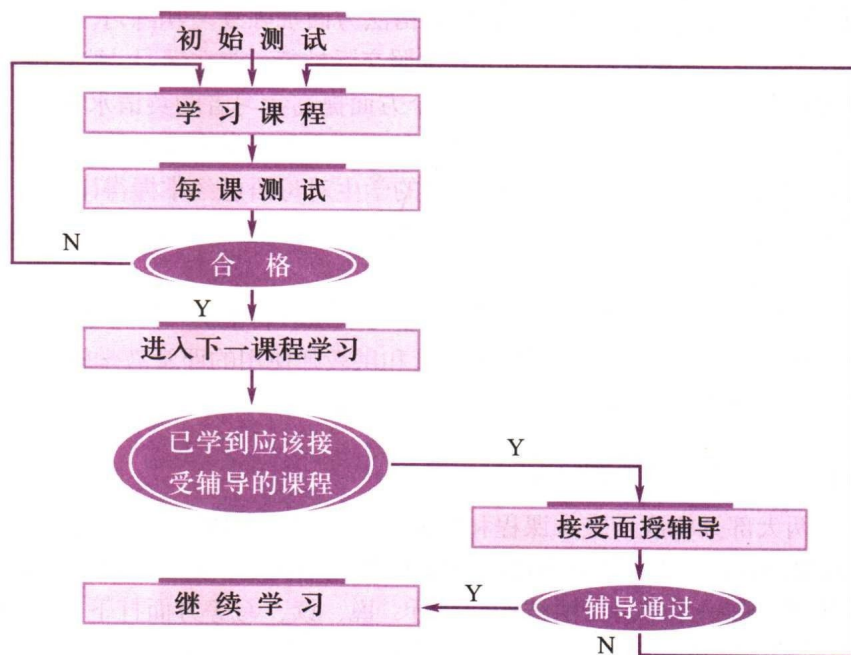 初始测试
学习课程
每课测试
N
合格
Y
进入下一课程学习
已学到应该接
受辅导的课程
Y
接受面授辅导
继续学习
Y
辅导通过
N